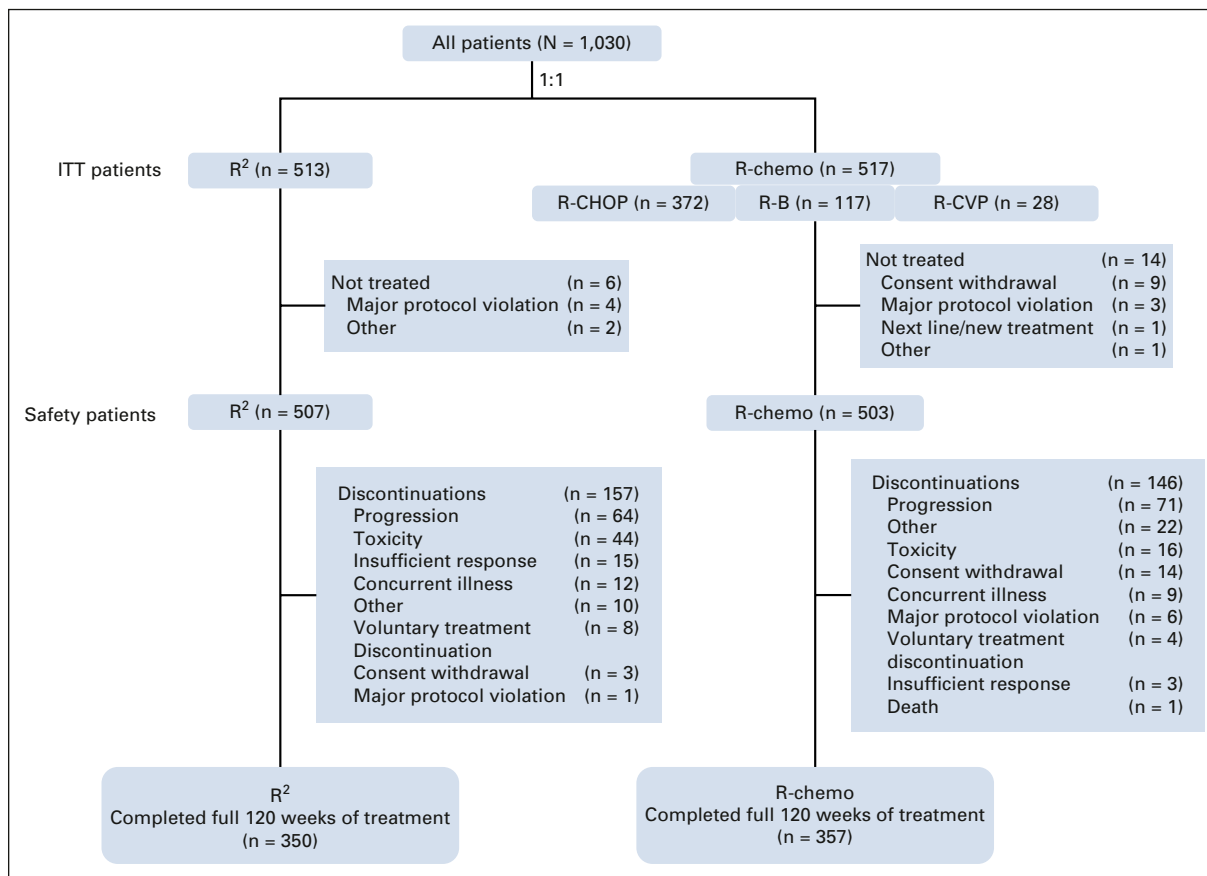 All patients (N = 1,030)
1:1
ITT patients
R² (n = 513)
R-chemo (n = 517)
R-CHOP (n = 372)
R-B (n = 117)
R-CVP (n = 28)
Not treated (n = 6)
Major protocol violation (n = 4)
Other (n = 2)
Not treated (n = 14)
Consent withdrawal (n = 9)
Major protocol violation (n = 3)
Next line/new treatment (n = 1)
Other (n = 1)
Safety patients
R² (n = 507)
R-chemo (n = 503)
Discontinuations (n = 157)
Progression (n = 64)
Toxicity (n = 44)
Insufficient response (n = 15)
Concurrent illness (n = 12)
Other (n = 10)
Voluntary treatment (n = 8)
Discontinuation
Consent withdrawal (n = 3)
Major protocol violation (n = 1)
Discontinuations (n = 146)
Progression (n = 71)
Other (n = 22)
Toxicity (n = 16)
Consent withdrawal (n = 14)
Concurrent illness (n = 9)
Major protocol violation (n = 6)
Voluntary treatment (n = 4)
discontinuation
Insufficient response (n = 3)
Death (n = 1)
R²
Completed full 120 weeks of treatment
(n = 350)
R-chemo
Completed full 120 weeks of treatment
(n = 357)